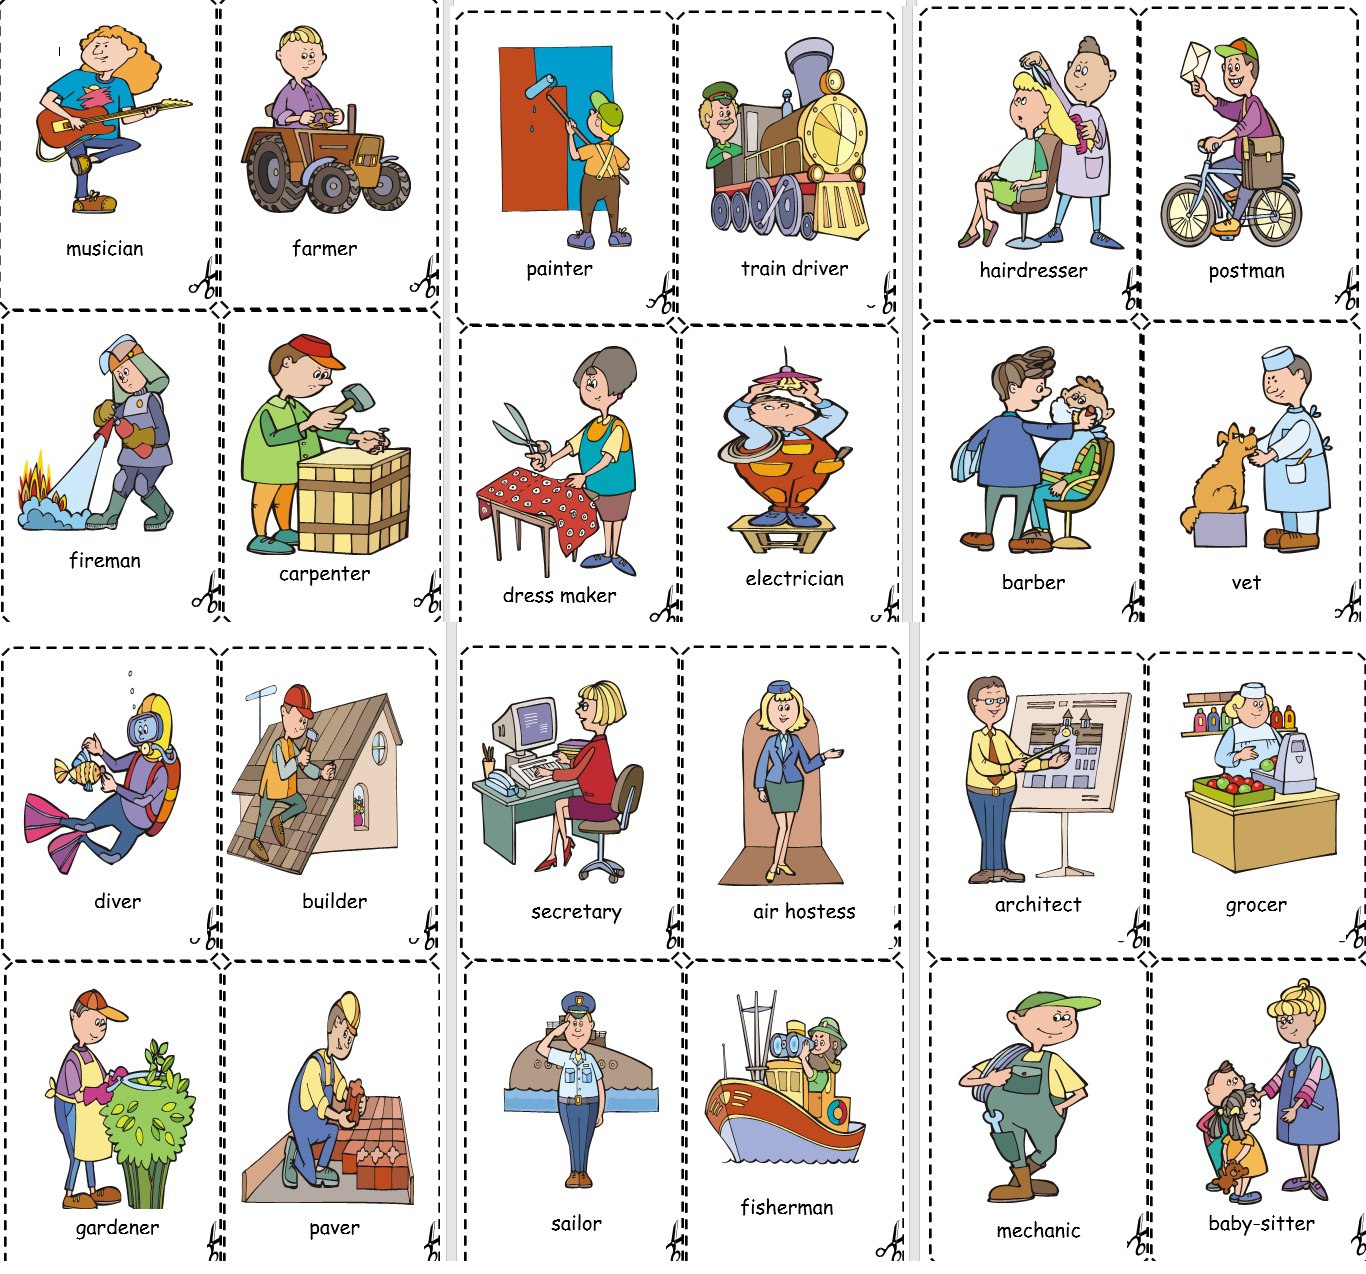 musician
farmer
painter
train driver
hairdresser
postman
fireman
carpenter
dress maker
electrician
barber
vet
diver
builder
secretary
air hostess
architect
grocer
gardener
paver
sailor
fisherman
mechanic
baby-sitter